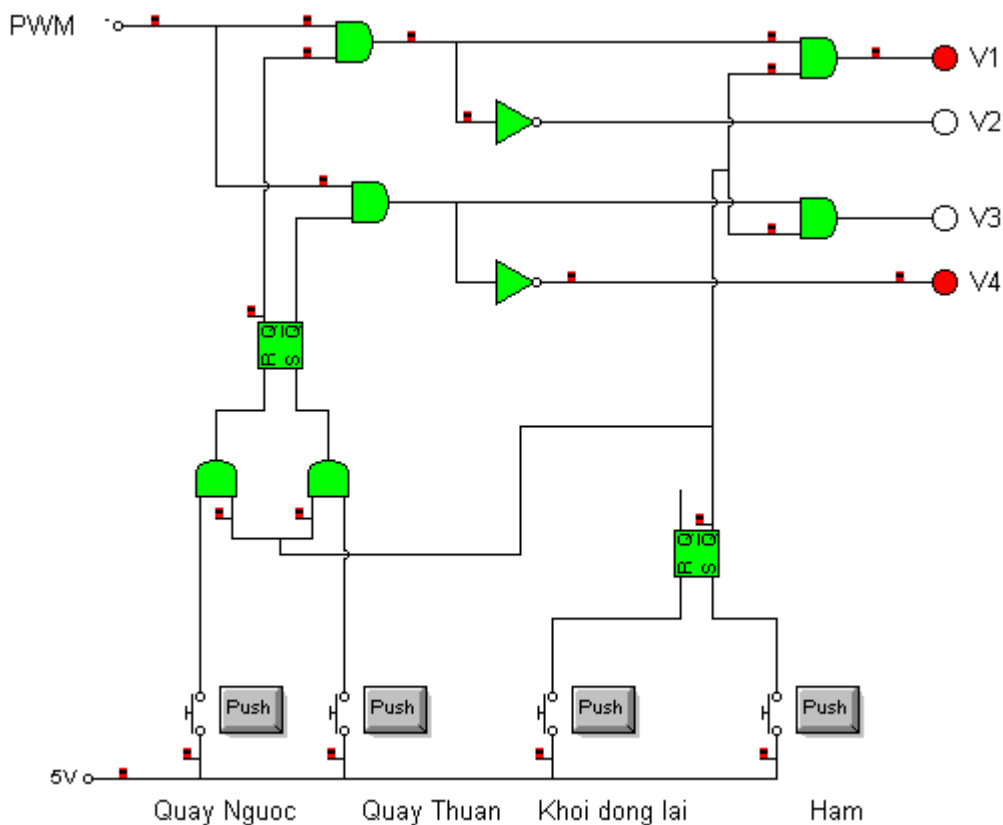 PWM
V1
V2
V3
V4
Q Q
R S
Q Q
R S
Push Push Push Push
5V
Quay Nguoc Quay Thuan Khoi dong lai Ham